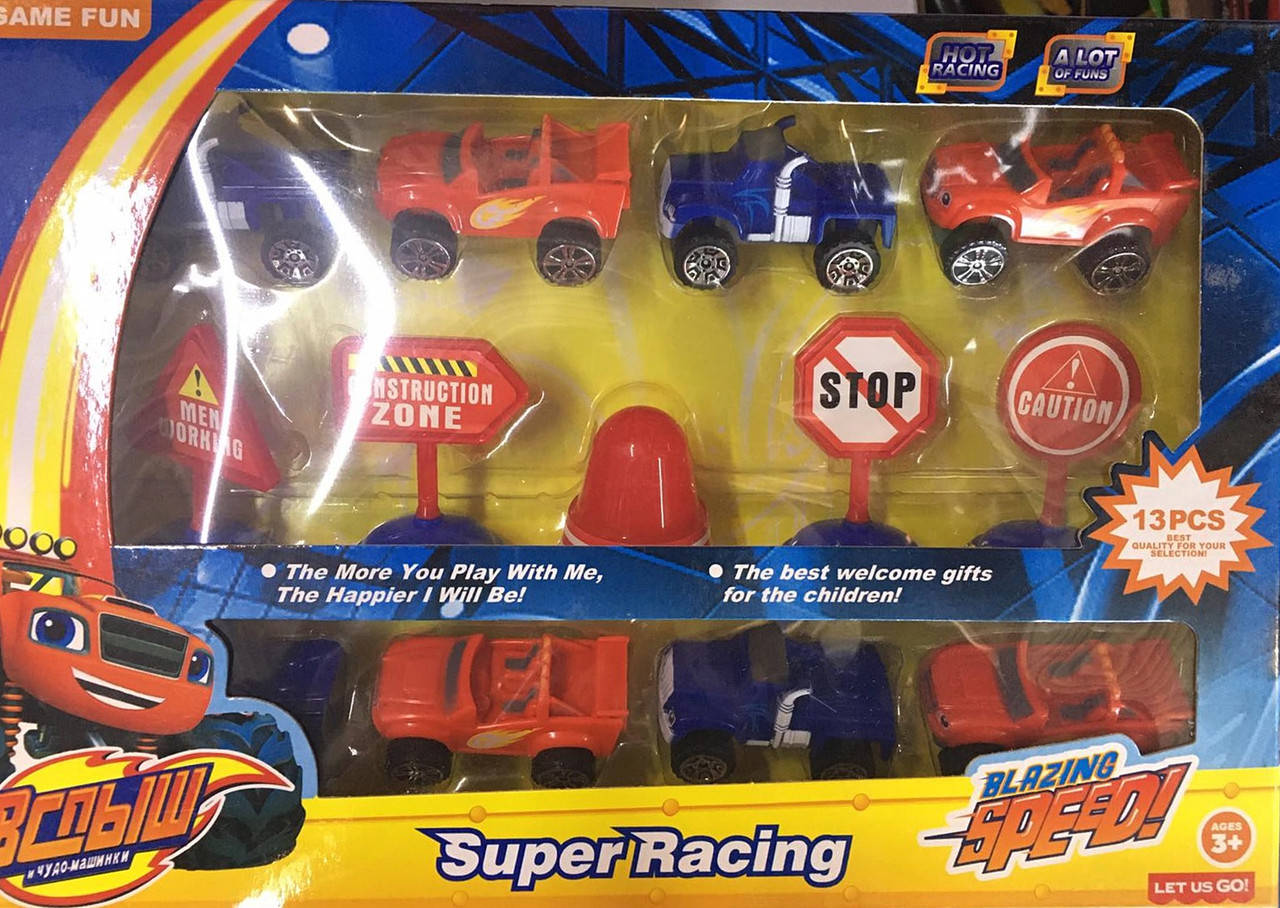 GAME FUN
HOT
RACING
A LOT
OF FUNS
MEN
WORKING
CONSTRUCTION
ZONE
STOP
CAUTION
13PCS
BEST
QUALITY FOR YOUR
SELECTION!
The More You Play With Me,
The Happier I Will Be!
The best welcome gifts
for the children!
Вспыш
и чудо-машинки
Super Racing
BLAZING
SPEED!
AGES
3+
LET US GO!